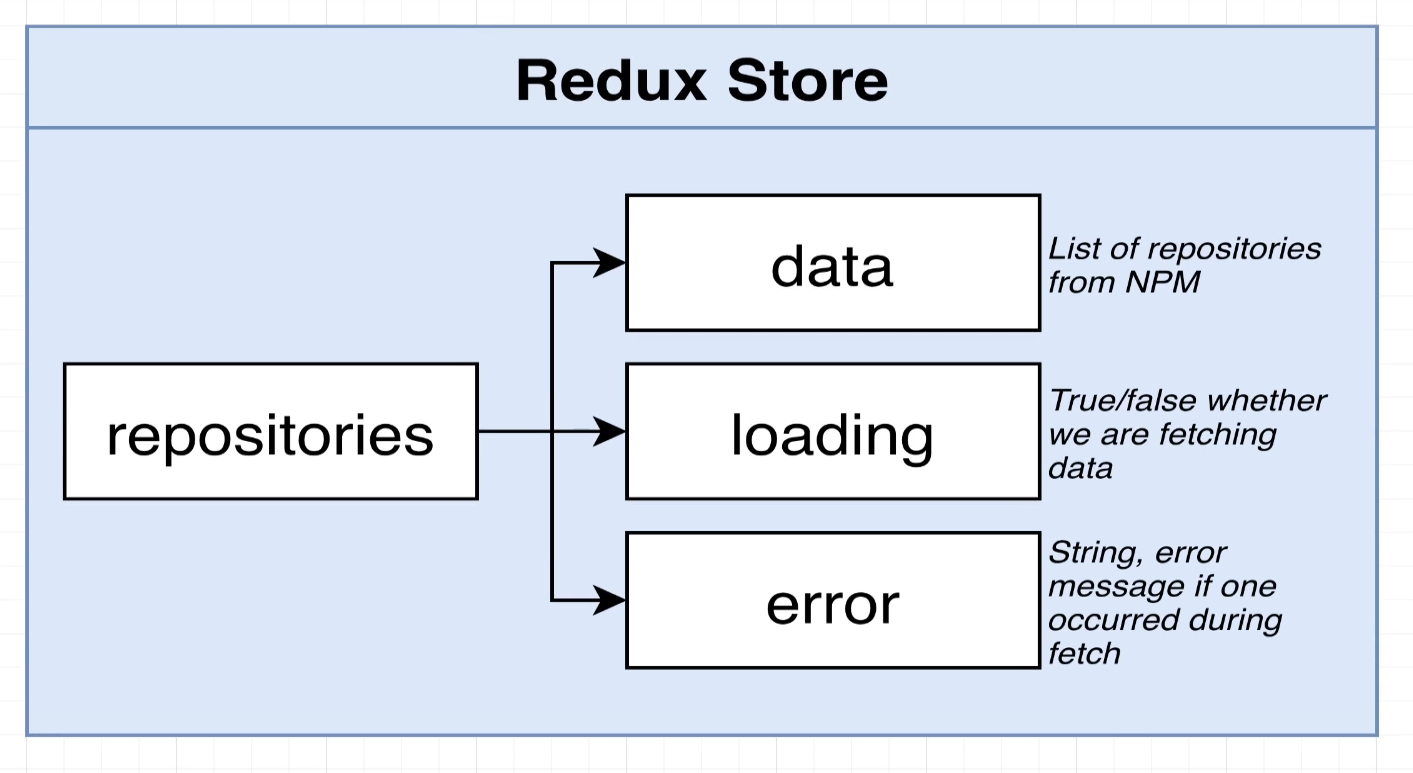 Redux Store
data
List of repositories
from NPM
repositories
loading
True/false whether
we are fetching
data
error
String, error
message if one
occurred during
fetch